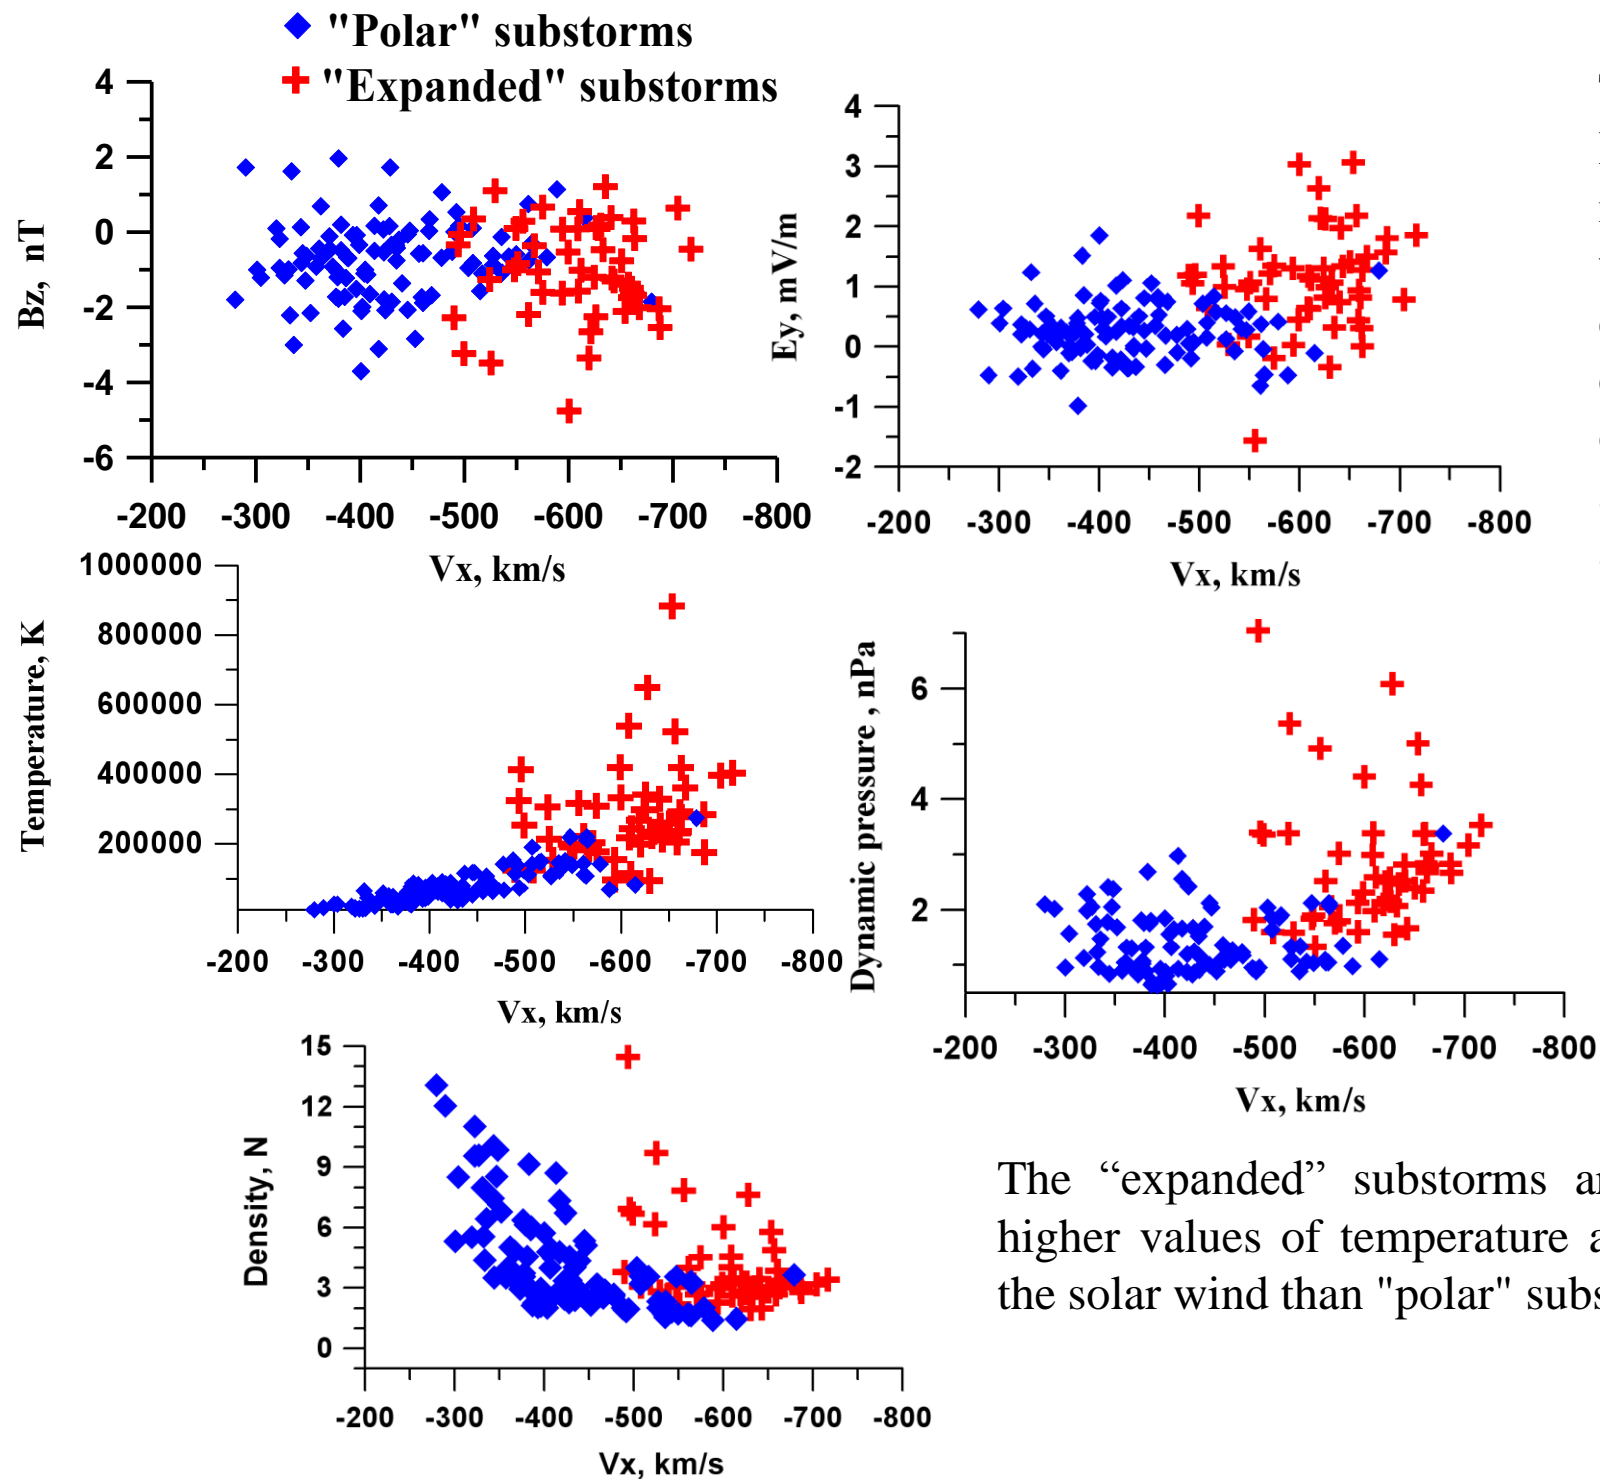 "Polar" substorms
"Expanded" substorms
4
2
0
-2
-4
-6
Bz, nT
-200 -300 -400 -500 -600 -700 -800
Vx, km/s
4
3
2
1
0
-1
-2
Ey, mV/m
-200 -300 -400 -500 -600 -700 -800
Vx, km/s
1000000
800000
600000
400000
200000
Temperature, K
-200 -300 -400 -500 -600 -700 -800
Vx, km/s
6
4
2
Dynamic pressure , nPa
-200 -300 -400 -500 -600 -700 -800
Vx, km/s
15
12
9
6
3
0
Density, N
-200 -300 -400 -500 -600 -700 -800
Vx, km/s
The “expanded” substorms
higher values of temperature
the solar wind than "polar"